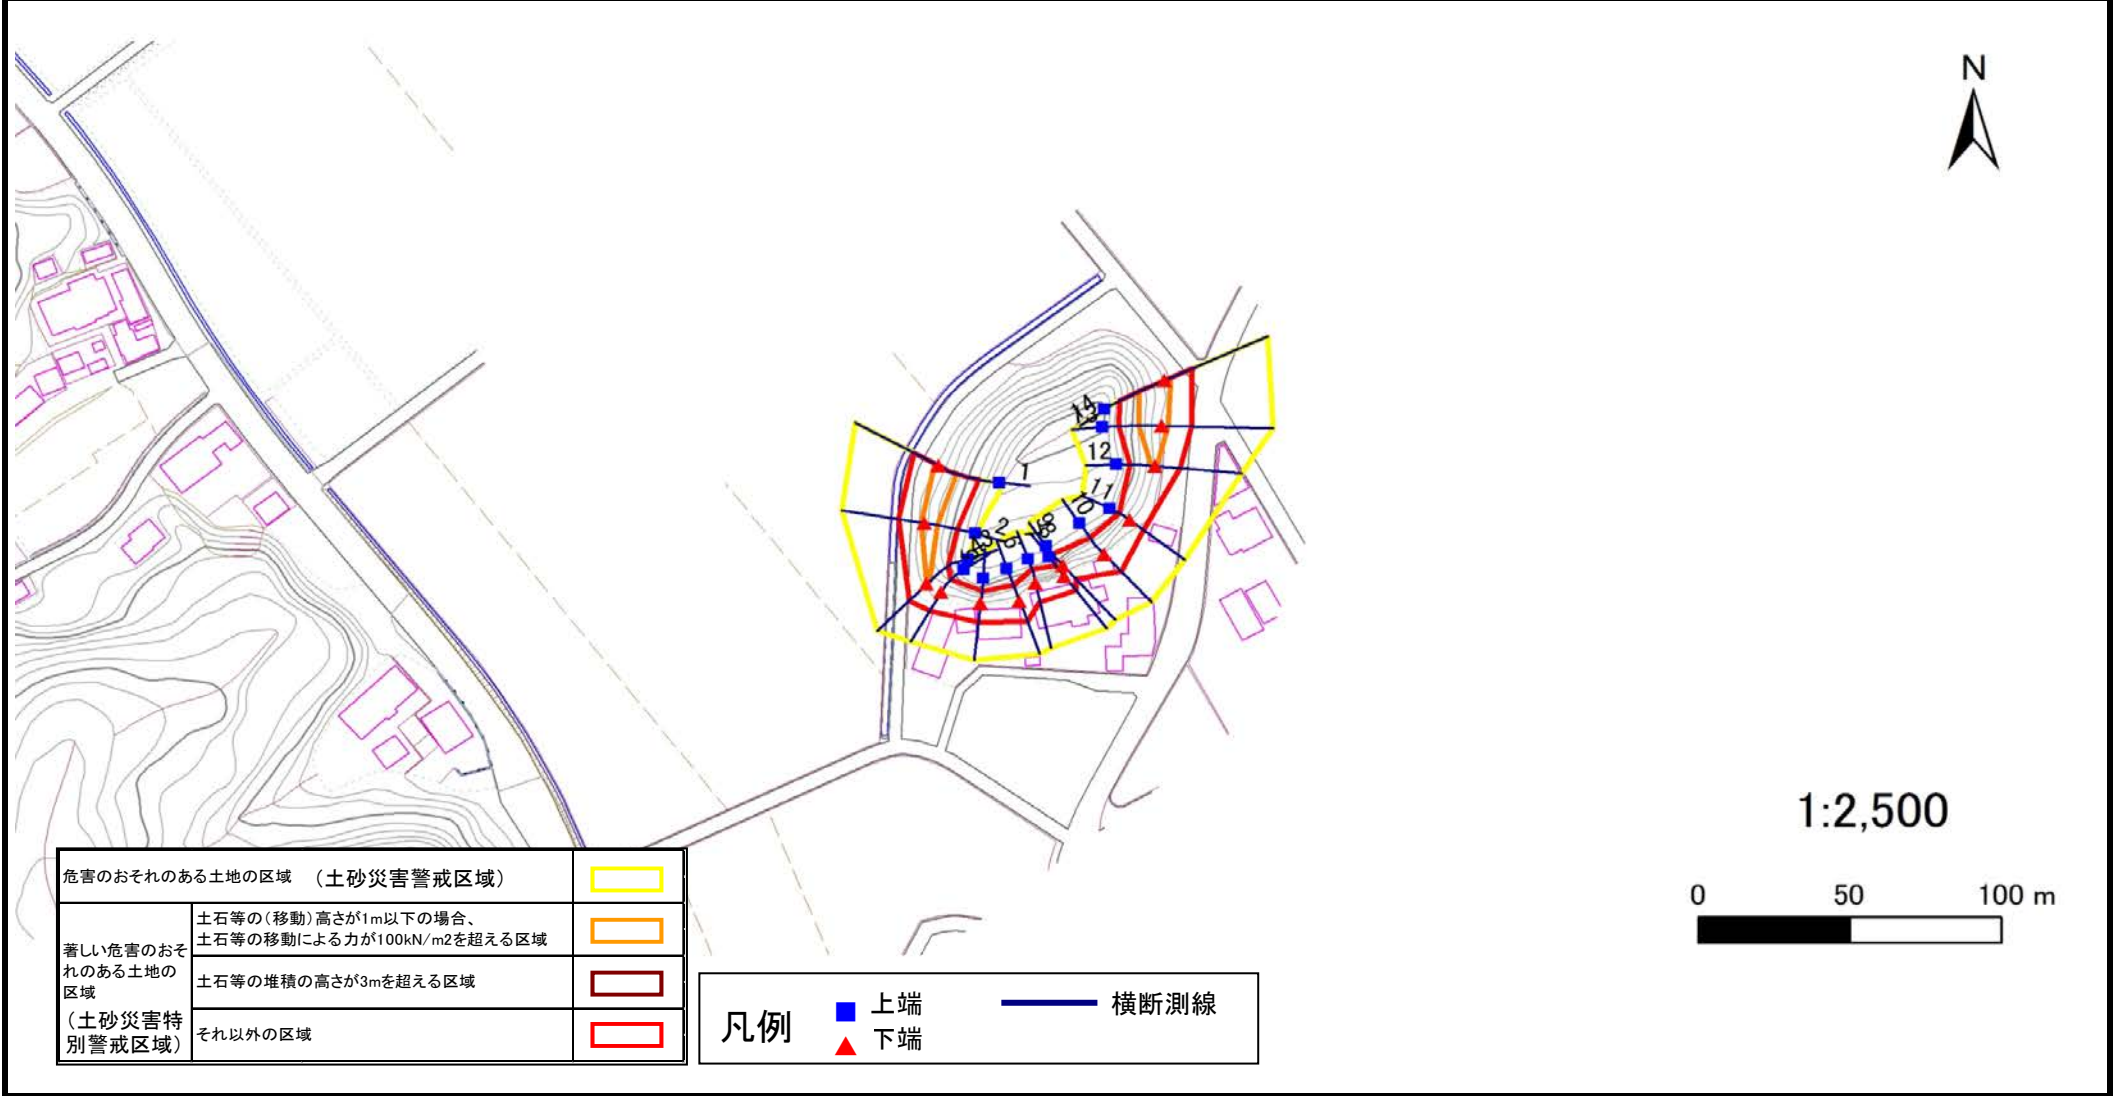 N
14
13
12
1
11
10
2
3
8
6
1:2,500
0 50 100 m
危害のおそれのある土地の区域 （土砂災害警戒区域）
著しい危害のおそ
れのある土地の
区域
（土砂災害特
別警戒区域）
土石等の（移動）高さが1m以下の場合、
土石等の移動による力が100kN/m2を超える区域
土石等の堆積の高さが3mを超える区域
それ以外の区域
凡例
上端
下端
横断測線